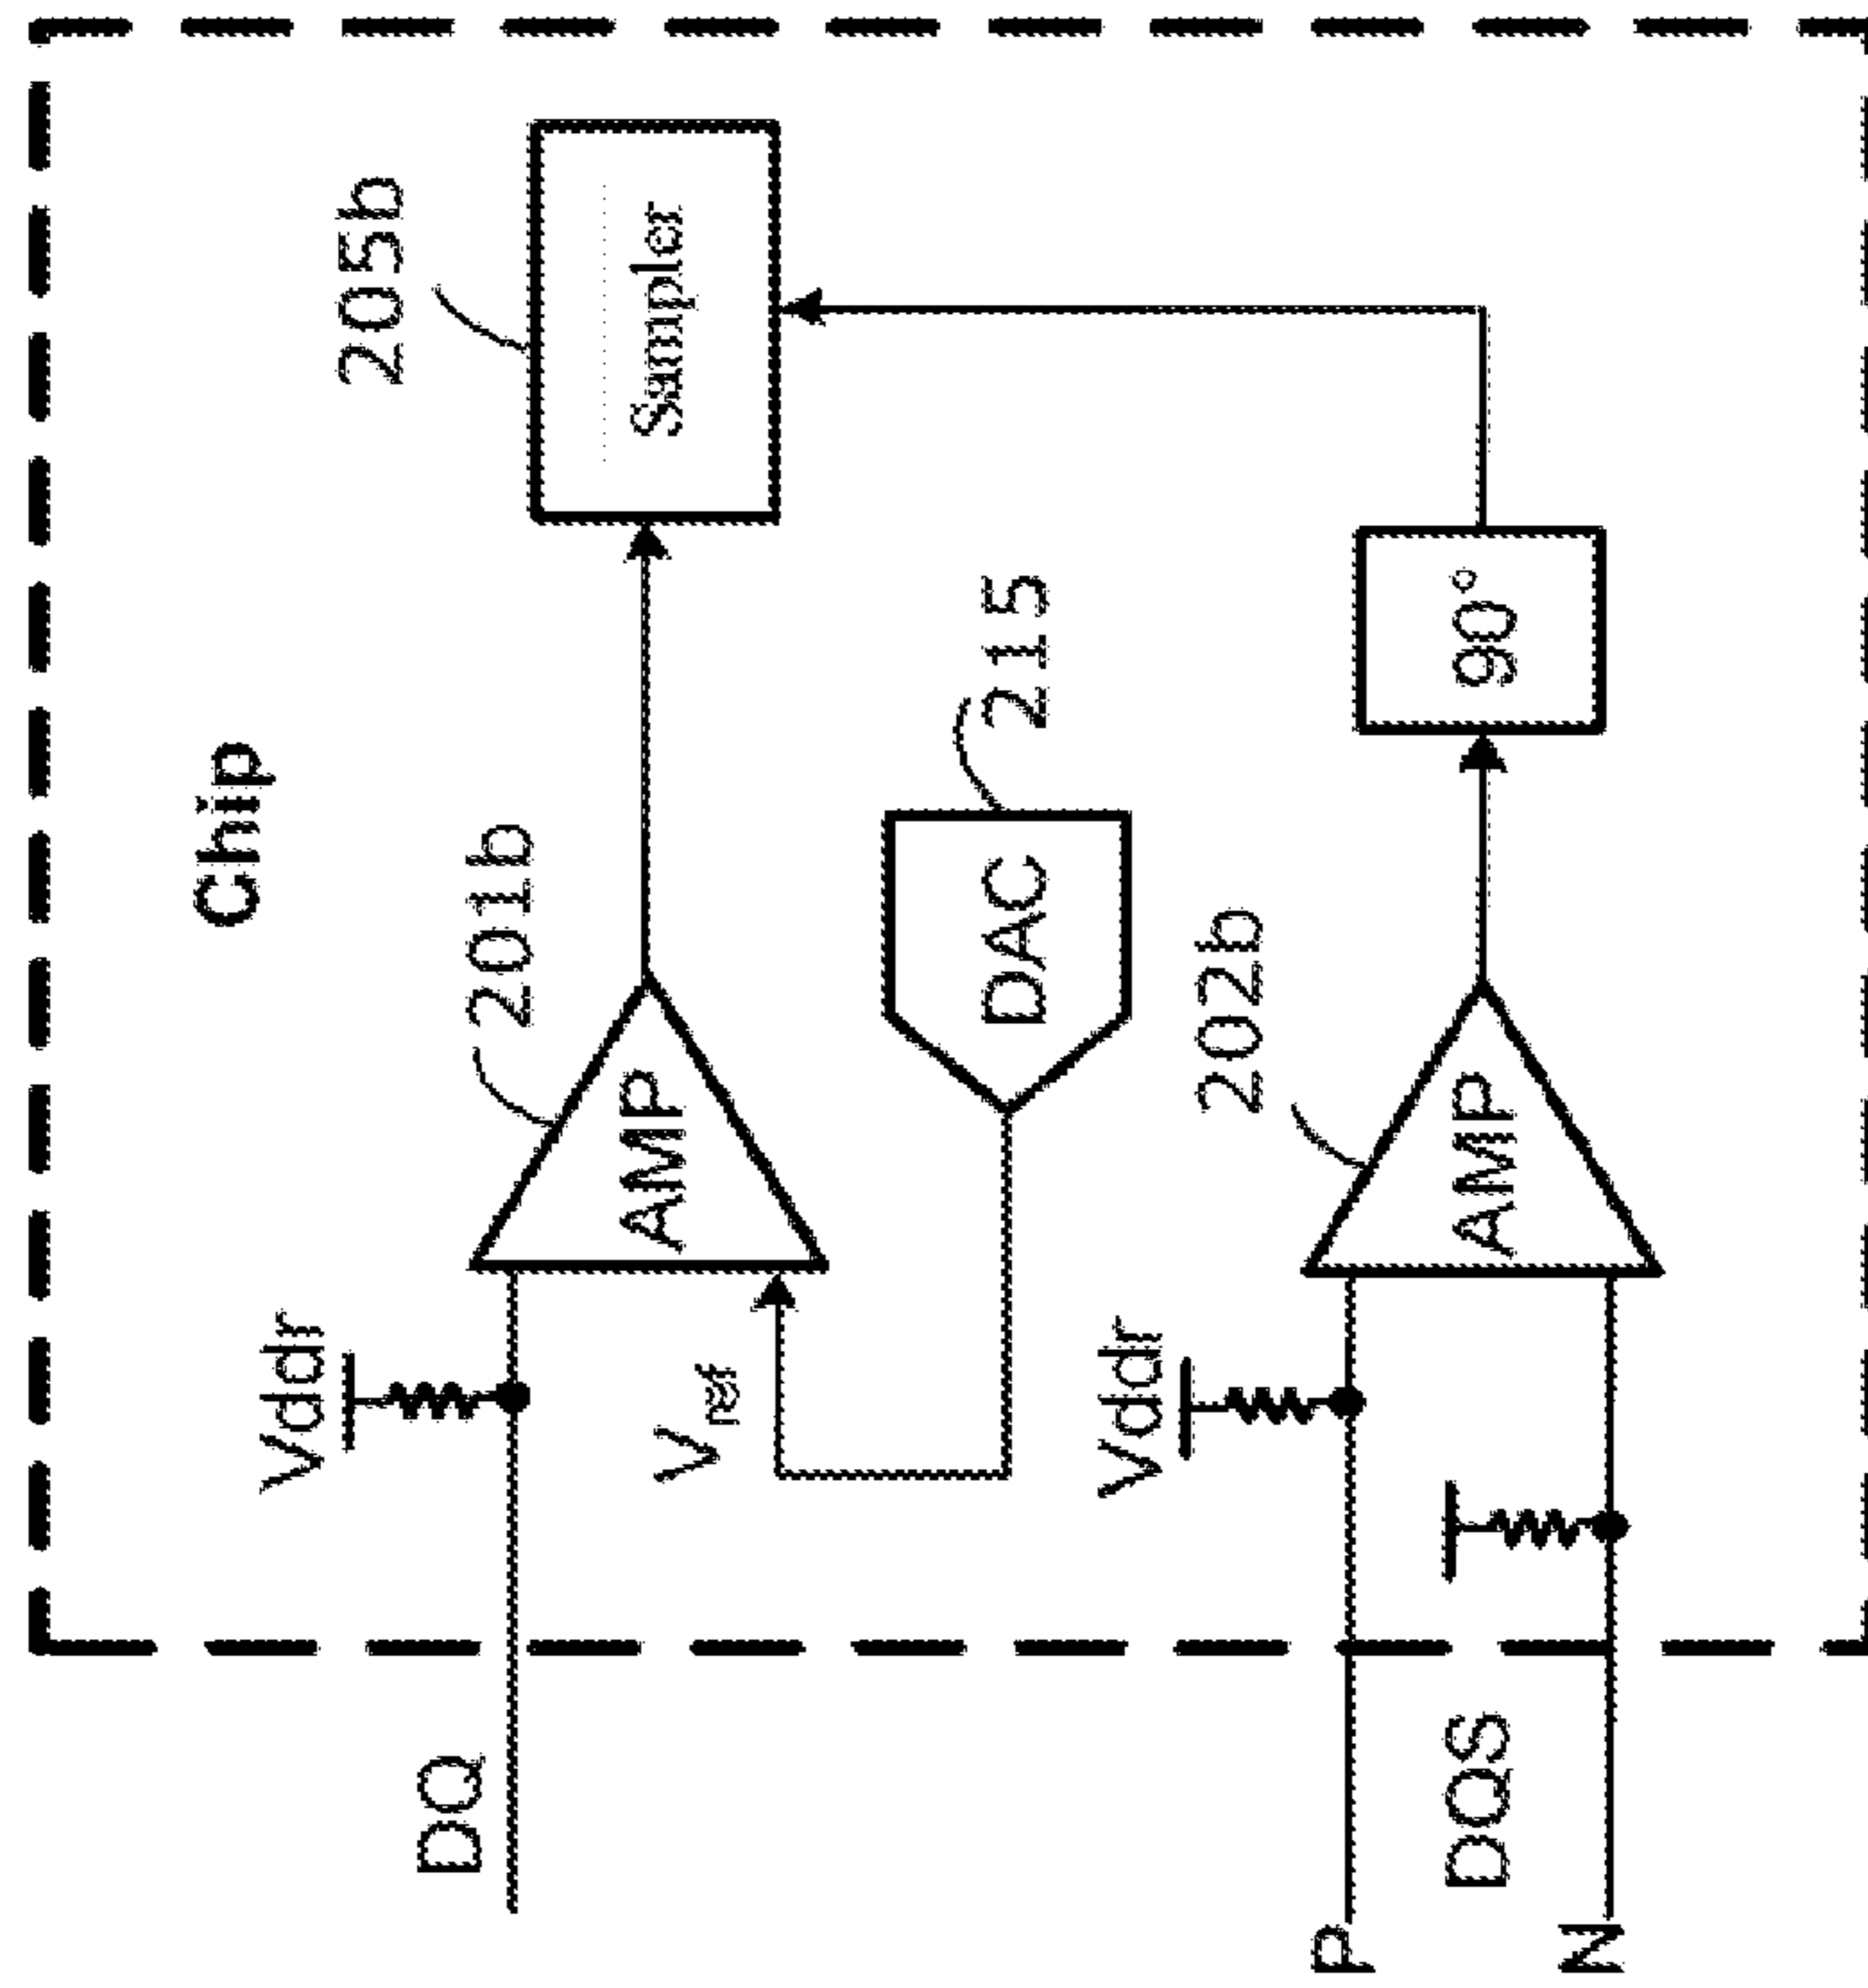 Chip
205b
Vddr
201b
DQ
AMP
Sampler
Vref
215
DAC
Vddr
202b
P
DQS
AMP
90°
N